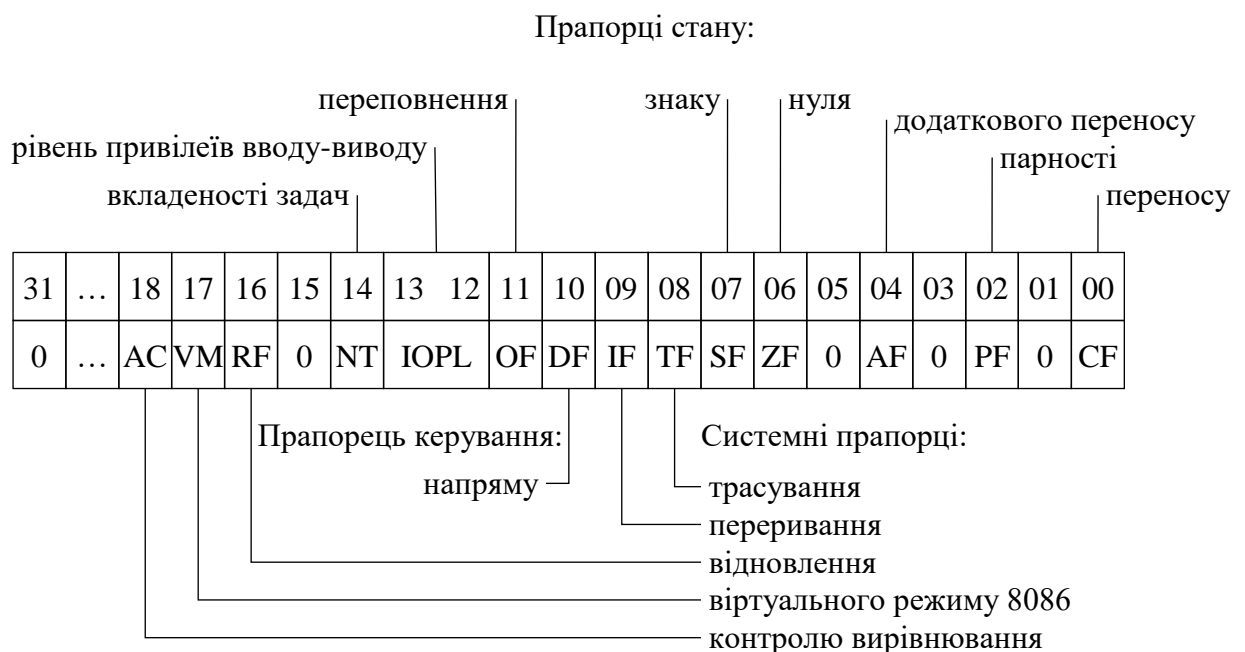 Прапорці стану:
переповнення знаку нуля
додаткового переносу
рівень привілеїв вводу-виводу парності
вкладеності задач переносу
31 … 18 17 16 15 14 13 12 11 10 09 08 07 06 05 04 03 02 01 00
0 … AC VM RF 0 NT IOPL OF DF IF TF SF ZF 0 AF 0 PF 0 CF
Прапорець керування: Системні прапорці:
напряму трасування
переривання
відновлення
віртуального режиму 8086
контролю вирівнювання